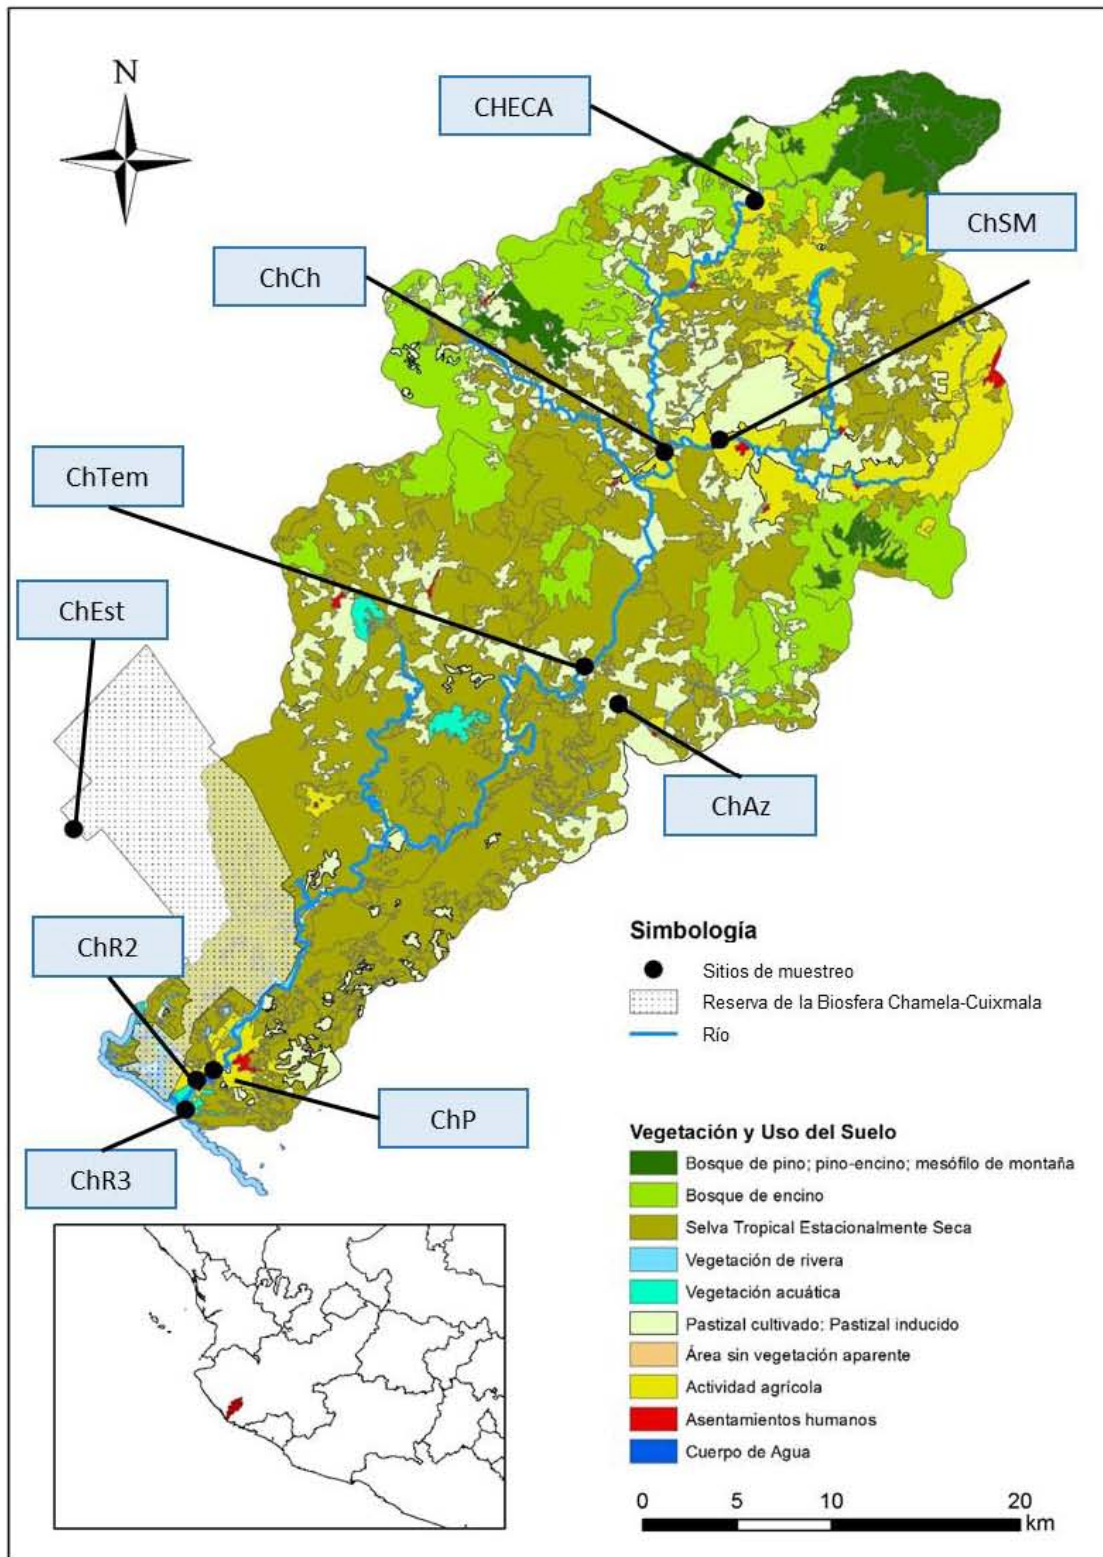 N
CHECA
ChSM
ChCh
ChTem
ChEst
ChAz
ChR2
ChP
ChR3
Simbología
Sitios de muestreo
Reserva de la Biosfera Chamela-Cuixmala
Río
Vegetación y Uso del Suelo
Bosque de pino; pino-encino; mesófilo de montaña
Bosque de encino
Selva Tropical Estacionalmente Seca
Vegetación de rivera
Vegetación acuática
Pastizal cultivado; Pastizal inducido
Área sin vegetación aparente
Actividad agrícola
Asentamientos humanos
Cuerpo de Agua
0 5 10 20
km